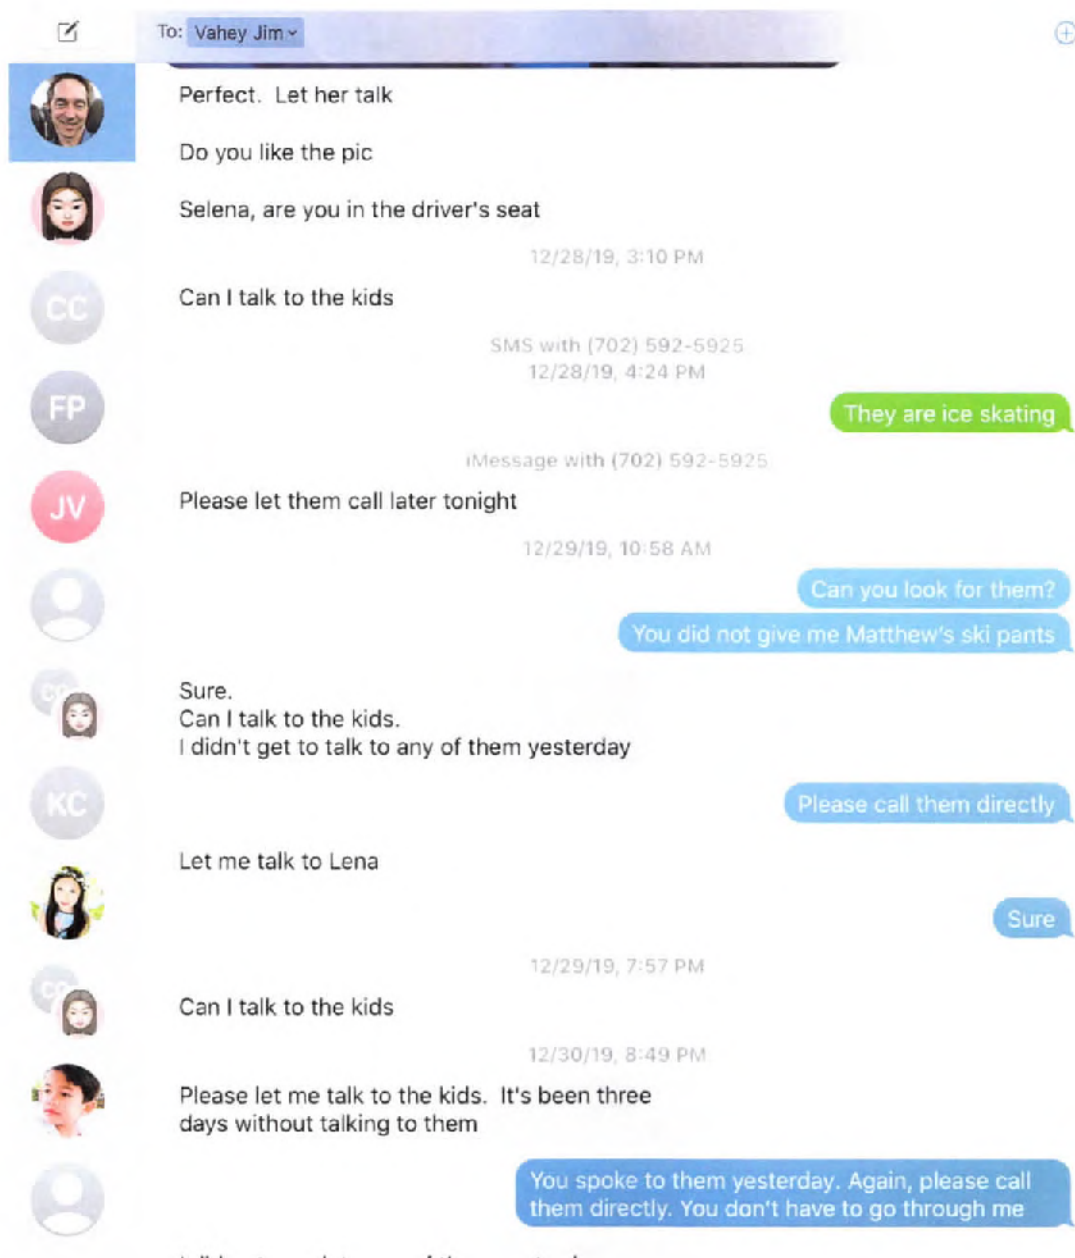 To: Vahey Jim
Perfect. Let her talk
Do you like the pic
Selena, are you in the driver's seat
12/28/19, 3:10 PM
CC
Can I talk to the kids
SMS with (702) 592-5925
12/28/19, 4:24 PM
FP
They are ice skating
iMessage with (702) 592-5925
JV
Please let them call later tonight
12/29/19, 10:58 AM
Can you look for them?
You did not give me Matthew's ski pants
Sure.
Can I talk to the kids.
I didn't get to talk to any of them yesterday
KC
Please call them directly
Let me talk to Lena
Sure
12/29/19, 7:57 PM
Can I talk to the kids
12/30/19, 8:49 PM
Please let me talk to the kids. It's been three
days without talking to them
You spoke to them yesterday. Again, please call
them directly. You don't have to go through me